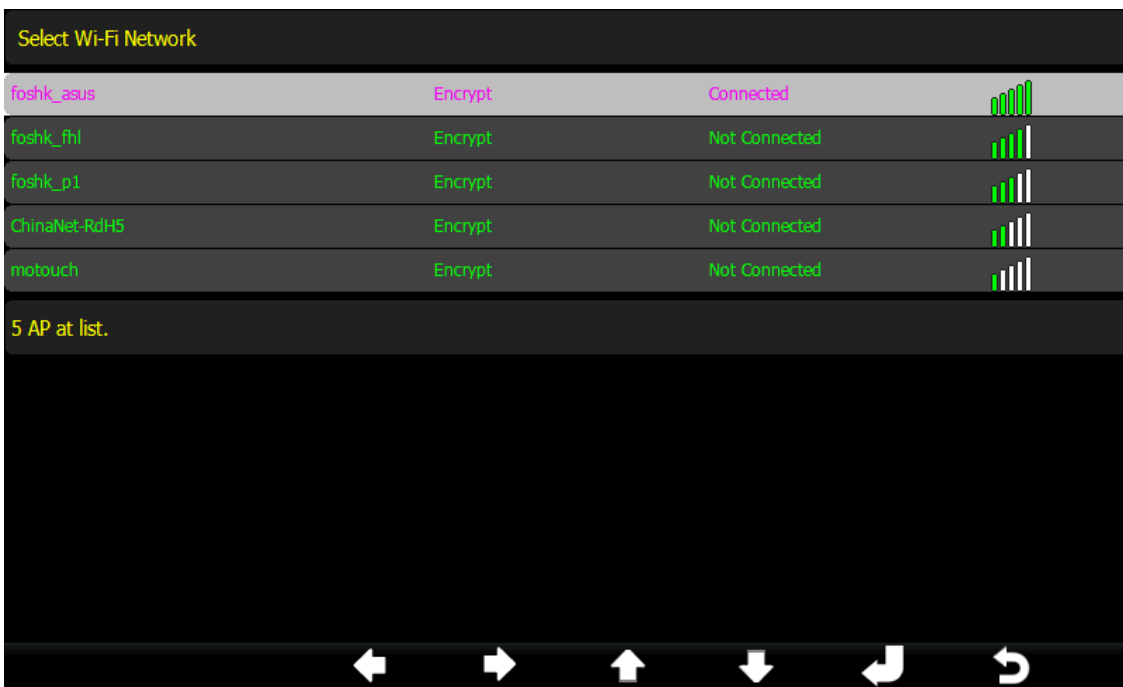 Select Wi-Fi Network
foshk_asus Encrypt Connected
foshk_fhl Encrypt Not Connected
foshk_p1 Encrypt Not Connected
ChinaNet-RdH5 Encrypt Not Connected
motouch Encrypt Not Connected
5 AP at list.